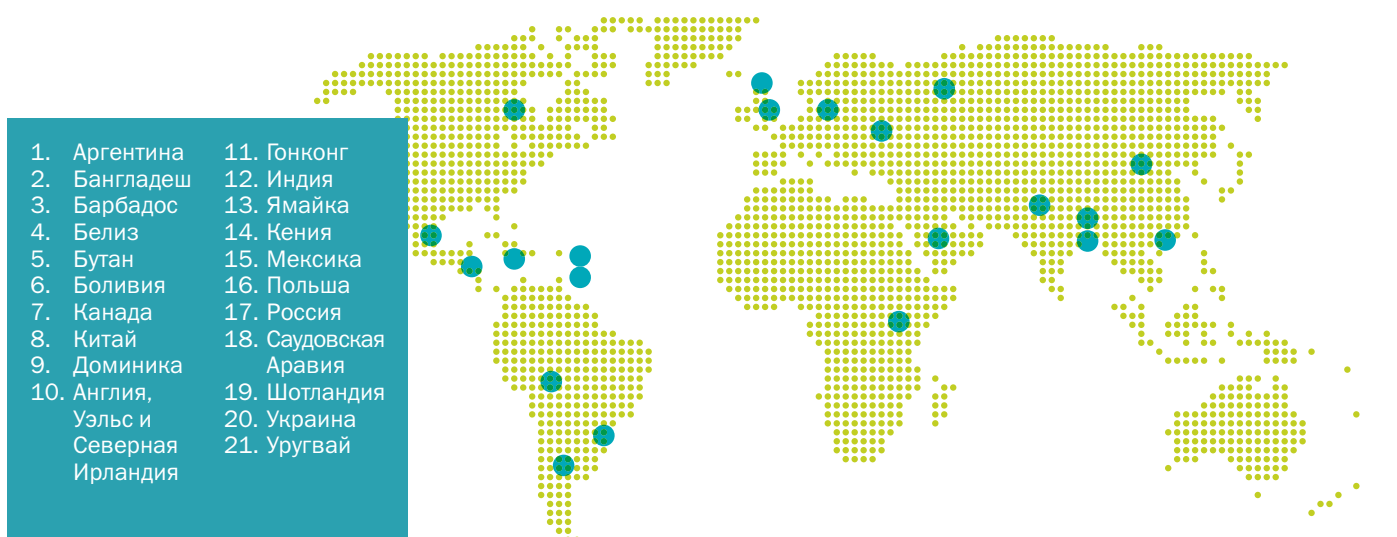 1. Аргентина
2. Бангладеш
3. Барбадос
4. Белиз
5. Бутан
6. Боливия
7. Канада
8. Китай
9. Доминика
10. Англия,
Уэльс и
Северная
Ирландия
11. Гонконг
12. Индия
13. Ямайка
14. Кения
15. Мексика
16. Польша
17. Россия
18. Саудовская
Аравия
19. Шотландия
20. Украина
21. Уругвай